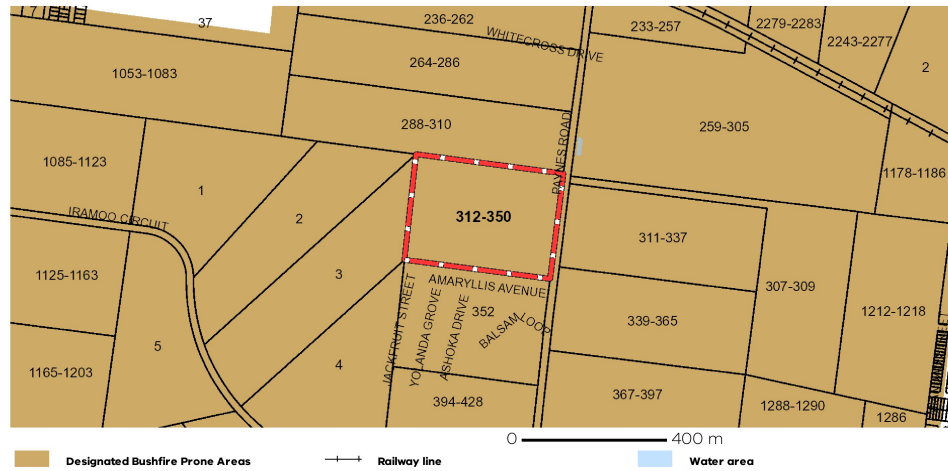 7
37
236-262
WHITECROSS DRIVE
233-257
2279-2283
2243-2277
2
1053-1083
264-286
288-310
PAYNES ROAD
259-305
1178-1186
1085-1123
1
2
IRAMOO CIRCUIT
312-350
311-337
307-309
1212-1218
1125-1163
3
AMARYLLIS AVENUE
JACKFRUIT STREET
YOLANDA GROVE
ASHOKA DRIVE
352
BALSAM LOOP
339-365
5
4
1165-1203
394-428
367-397
1288-1290
1286
0 400 m
Designated Bushfire Prone Areas
Railway line
Water area